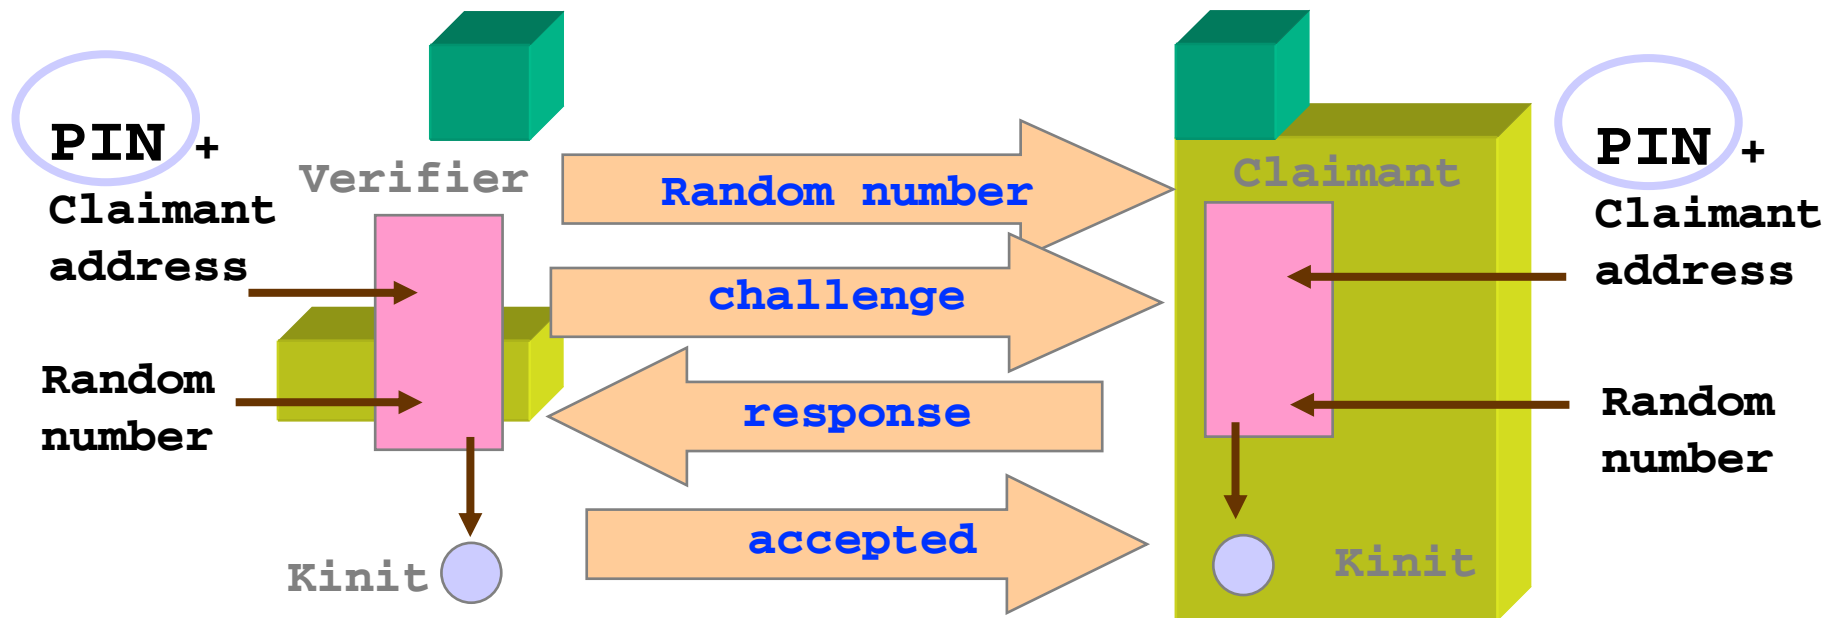 PIN +
Claimant
address
Random
number
Verifier
Kinit
Random number
challenge
response
accepted
Claimant
Kinit
PIN +
Claimant
address
Random
number